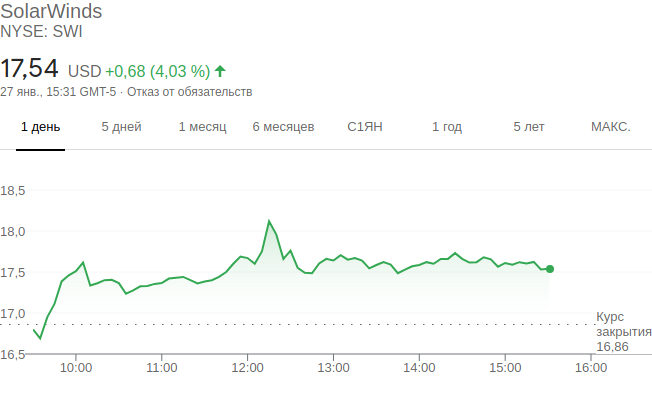 SolarWinds
NYSE: SWI
17,54 USD +0,68 (4,03 %)
27 янв., 15:31 GMT-5 · Отказ от обязательств
1 день 5 дней 1 месяц 6 месяцев С1ЯН 1 год 5 лет МАКС.
18,5
18,0
17,5
17,0
Курс
закрытия
16,86
16,5
10:00 11:00 12:00 13:00 14:00 15:00 16:00